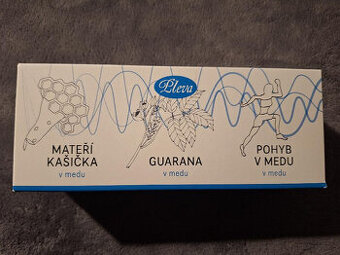 Pleva
MATEŘÍ
KAŠIČKA
v medu
GUARANA
v medu
POHYB
V MEDU
v medu